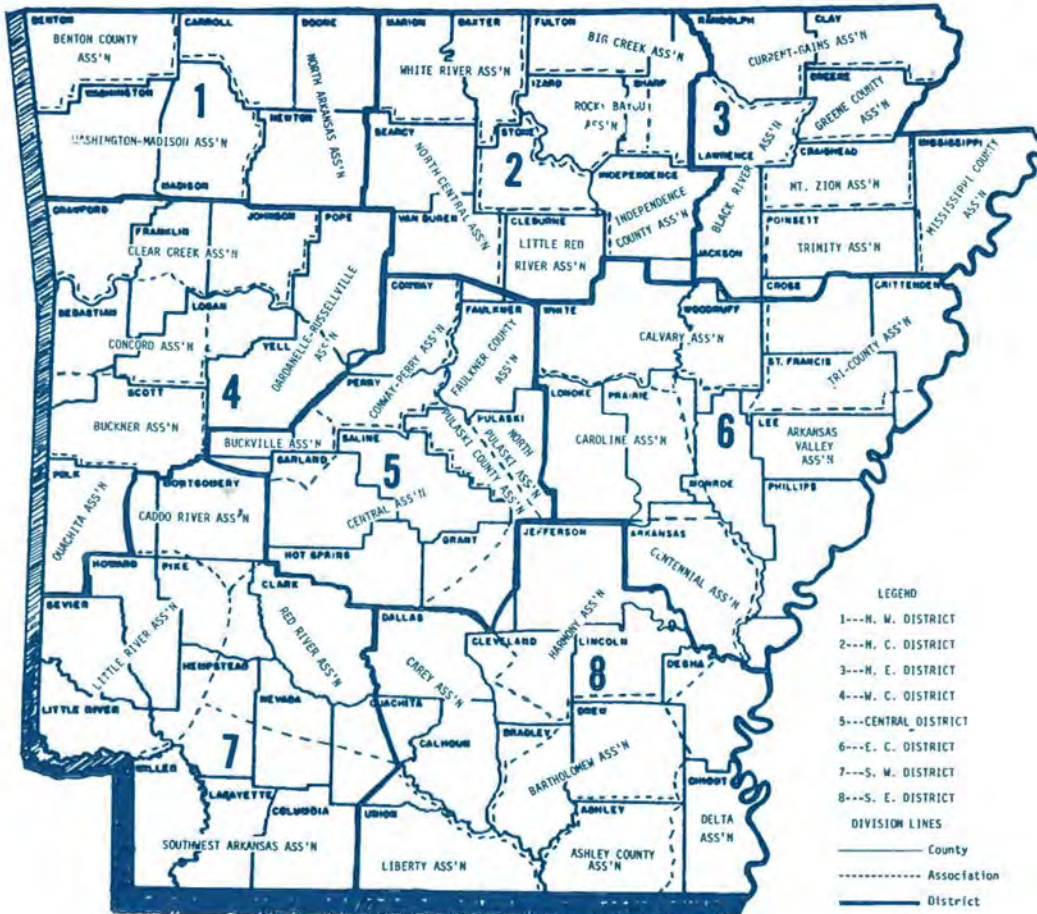 BENTON
CARROLL
BOONE
MARION
BAXTER
FULTON
RANDOLPH
CLAY
BENTON COUNTY
ASS'N
NORTH ARKANSAS ASS'N
2
WHITE RIVER ASS'N
BIG CREEK ASS'N
CURRENT-GAINS ASS'N
WASHINGTON
1
IZARD
SHARP
GREENE
GREENE COUNTY
ASS'N
ROCKY BAYOU
ASS'N
3
WASHINGTON-MADISON ASS'N
NEWTON
SEARCY
STONE
2
LAWRENCE
CRAIGHEAD
MISSISSIPPI
MISSISSIPPI COUNTY
ASS'N
MADISON
NORTH CENTRAL
ASS'N
INDEPENDENCE
INDEPENDENCE
COUNTY ASS'N
BLACK RIVER
ASS'N
MT. ZION ASS'N
CRAWFORD
FRANKLIN
JOHNSON
POPE
VAN BUREN
CLEBURNE
LITTLE RED
RIVER ASS'N
JACKSON
POINSETT
TRINITY ASS'N
CLEAR CREEK ASS'N
CONWAY
FAULKNER
WHITE
WOODRUFF
CROSS
CRITTENDEN
SEBASTIAN
LOGAN
DARDANELLE-RUSSELLVILLE
ASS'N
CONCORD ASS'N
YELL
FAULKNER COUNTY
ASS'N
CALVARY ASS'N
ST. FRANCIS
TRI-COUNTY ASS'N
SCOTT
4
PERRY
CONWAY-PERRY ASS'N
LONOKE
PRAIRIE
6
LEE
ARKANSAS
VALLEY
ASS'N
BUCKNER ASS'N
BUCKVILLE ASS'N
SALINE
PULASKI
NORTH
PULASKI ASS'N
PULASKI COUNTY ASS'N
CAROLINE ASS'N
POLK
MONTGOMERY
GARLAND
5
MONROE
PHILLIPS
OUACHITA ASS'N
CADDO RIVER ASS'N
CENTRAL ASS'N
HOT SPRING
GRANT
JEFFERSON
ARKANSAS
CENTENNIAL ASS'N
HOWARD
PIKE
CLARK
SEVIER
LITTLE RIVER ASS'N
RED RIVER ASS'N
DALLAS
CAREY ASS'N
CLEVELAND
HARMONY ASS'N
LINCOLN
8
DESHA
HEMPSTEAD
NEVADA
OUACHITA
LITTLE RIVER
DREW
7
CALHOUN
BRADLEY
BARTHOLOMEW ASS'N
MILLER
LAFAYETTE
COLUMBIA
UNION
ASHLEY
CHICOT
SOUTHWEST ARKANSAS ASS'N
LIBERTY ASS'N
ASHLEY COUNTY
ASS'N
DELTA
ASS'N
LEGEND
1---N. W. DISTRICT
2---N. C. DISTRICT
3---N. E. DISTRICT
4---W. C. DISTRICT
5---CENTRAL DISTRICT
6---E. C. DISTRICT
7---S. W. DISTRICT
8---S. E. DISTRICT
DIVISION LINES
County
Association
District